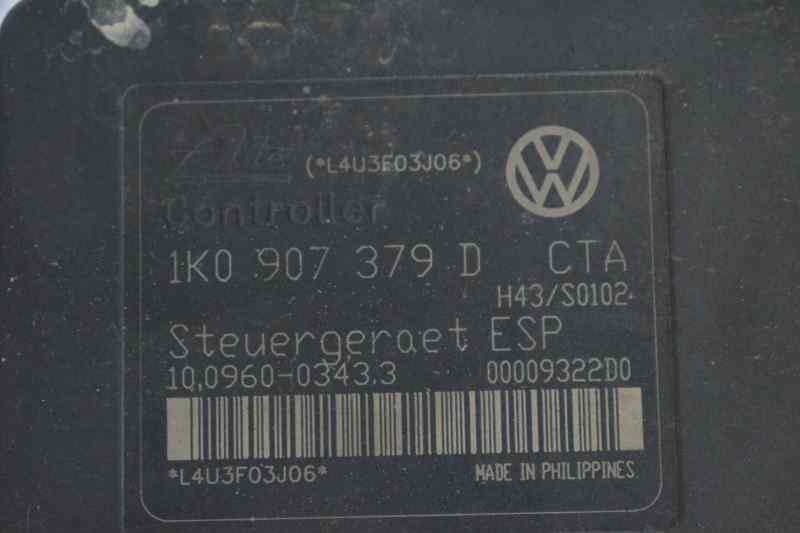 Ate (*L4U3F03J06*)
Controller
1K0 907 379 D CTA
H43/S0102
Steuergeraet ESP
10.0960-0343.3 00009322D0
*L4U3F03J06* MADE IN PHILIPPINES